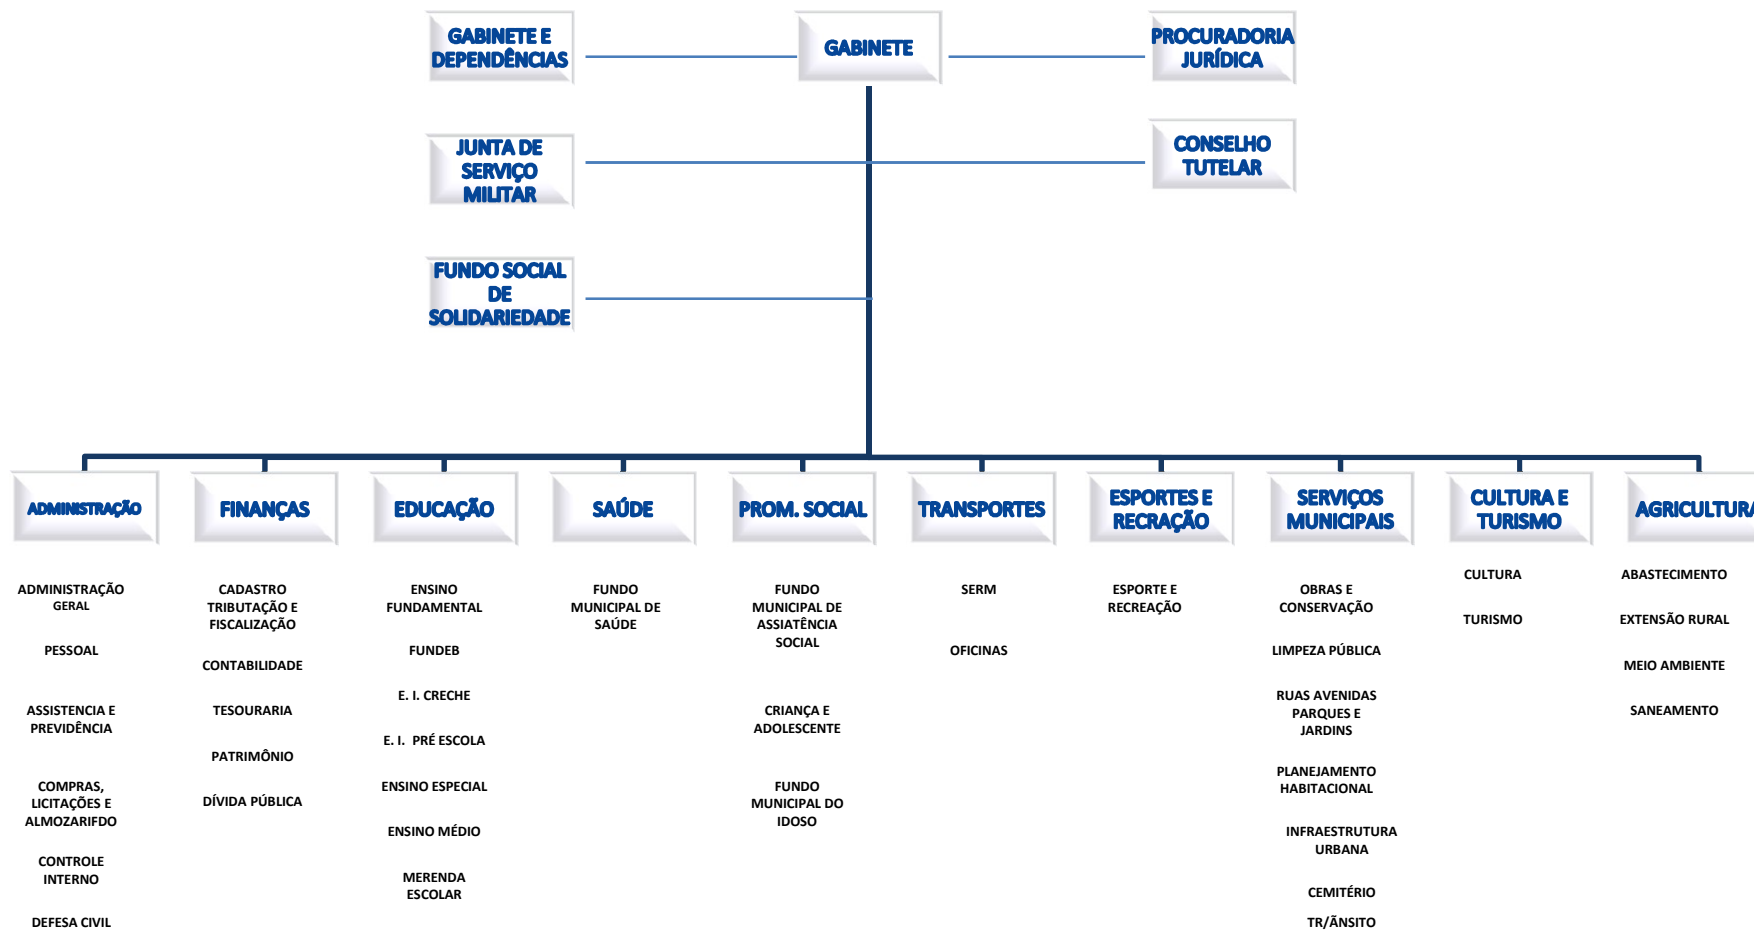 GABINETE E
DEPENDÊNCIAS
GABINETE
PROCURADORIA
JURÍDICA
JUNTA DE
SERVIÇO
MILITAR
CONSELHO
TUTELAR
FUNDO SOCIAL
DE
SOLIDARIEDADE
ADMINISTRAÇÃO
FINANÇAS
EDUCAÇÃO
SAÚDE
PROM. SOCIAL
TRANSPORTES
ESPORTES E
RECRAÇÃO
SERVIÇOS
MUNICIPAIS
CULTURA E
TURISMO
AGRICULTURA
ADMINISTRAÇÃO
GERAL
PESSOAL
ASSISTENCIA E
PREVIDÊNCIA
COMPRAS,
LICITAÇÕES E
ALMOZARIFDO
CONTROLE
INTERNO
DEFESA CIVIL
CADASTRO
TRIBUTAÇÃO E
FISCALIZAÇÃO
CONTABILIDADE
TESOURARIA
PATRIMÔNIO
DÍVIDA PÚBLICA
ENSINO
FUNDAMENTAL
FUNDEB
E. I. CRECHE
E. I. PRÉ ESCOLA
ENSINO ESPECIAL
ENSINO MÉDIO
MERENDA
ESCOLAR
FUNDO
MUNICIPAL DE
SAÚDE
FUNDO
MUNICIPAL DE
ASSIATÊNCIA
SOCIAL
CRIANÇA E
ADOLESCENTE
FUNDO
MUNICIPAL DO
IDOSO
SERM
OFICINAS
ESPORTE E
RECREAÇÃO
OBRAS E
CONSERVAÇÃO
LIMPEZA PÚBLICA
RUAS AVENIDAS
PARQUES E
JARDINS
PLANEJAMENTO
HABITACIONAL
INFRAESTRUTURA
URBANA
CEMITÉRIO
TR/ÃNSITO
CULTURA
TURISMO
ABASTECIMENTO
EXTENSÃO RURAL
MEIO AMBIENTE
SANEAMENTO